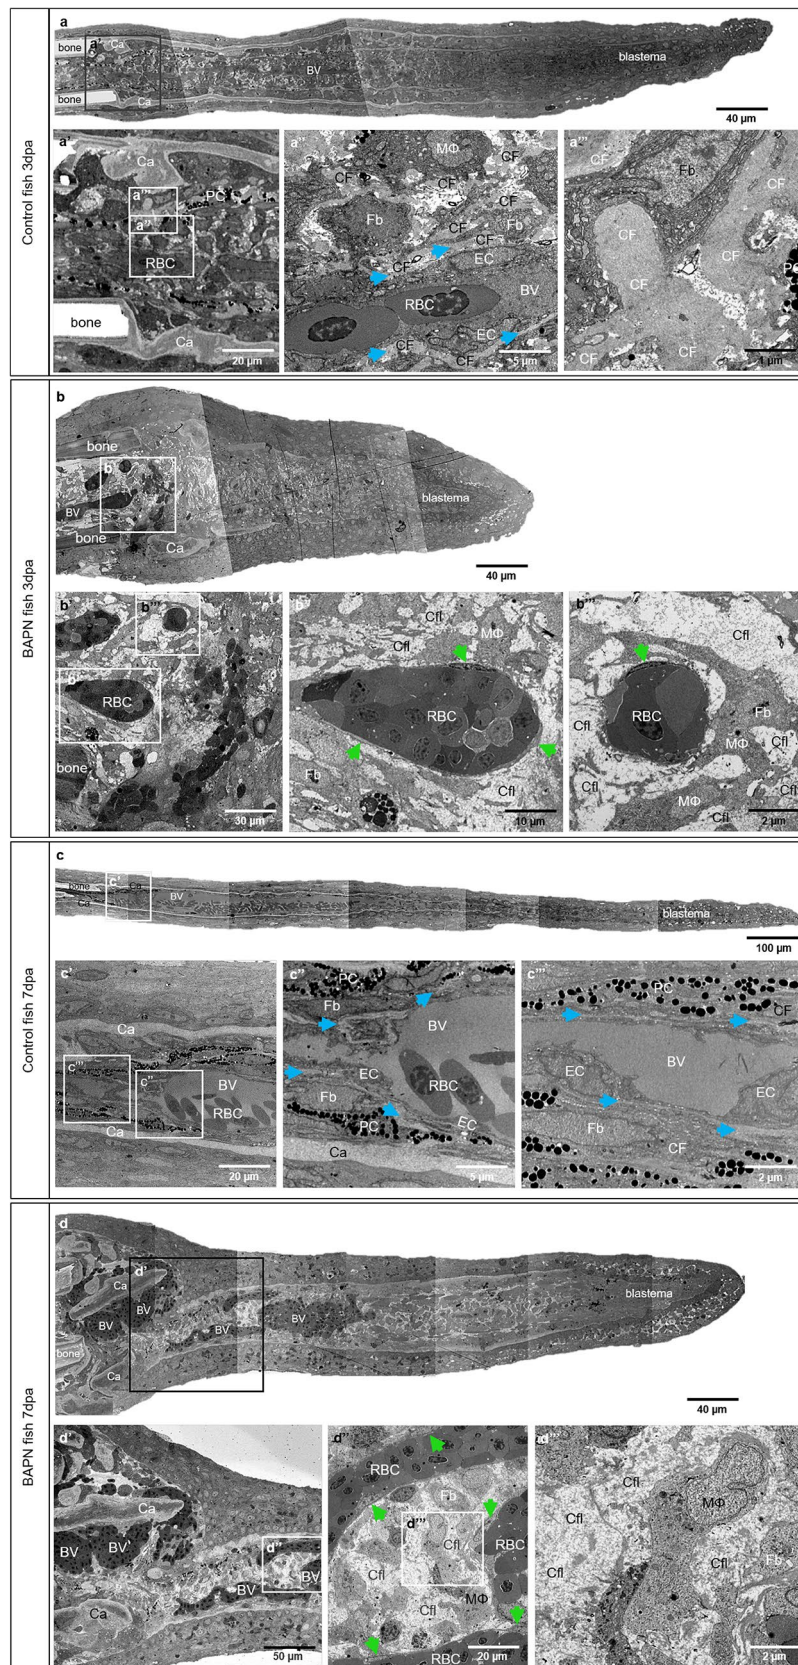 Control fish 3dpa
a
bone
a'
Ca
BV
blastema
bone
Ca
40 µm
a'
Ca
a'''
PC
a''
RBC
bone
Ca
20 µm
a''
MΦ
CF
CF
CF
CF
Fb
CF
Fb
CF
EC
CF
BV
RBC
EC
CF
CF
5 µm
a'''
CF
Fb
CF
CF
CF
PC
CF
CF
1 µm
BAPN fish 3dpa
b
bone
b'
BV
blastema
bone
Ca
40 µm
b'
b'''
RBC
bone
30 µm
Cfl
MΦ
Cfl
RBC
Fb
Cfl
10 µm
b'''
Cfl
RBC
Fb
Cfl
MΦ
Cfl
Cfl
MΦ
Cfl
2 µm
Control fish 7dpa
c
c'
bone
Ca
BV
Ca
blastema
100 µm
c'
Ca
c'''
c''
BV
RBC
Ca
20 µm
c''
PC
Fb
BV
EC
RBC
Fb
PC
EC
Ca
5 µm
c'''
PC
CF
BV
EC
EC
Fb
CF
2 µm
BAPN fish 7dpa
d
d'
Ca
BV
BV
BV
BV
blastema
bone
Ca
40 µm
d'
Ca
BV
BV
d''
BV
BV
Ca
50 µm
d''
RBC
Fb
d'''
Cfl
RBC
Cfl
Cfl
MΦ
RBC
20 µm
d'''
Cfl
MΦ
Cfl
Cfl
Fb
Cfl
2 µm